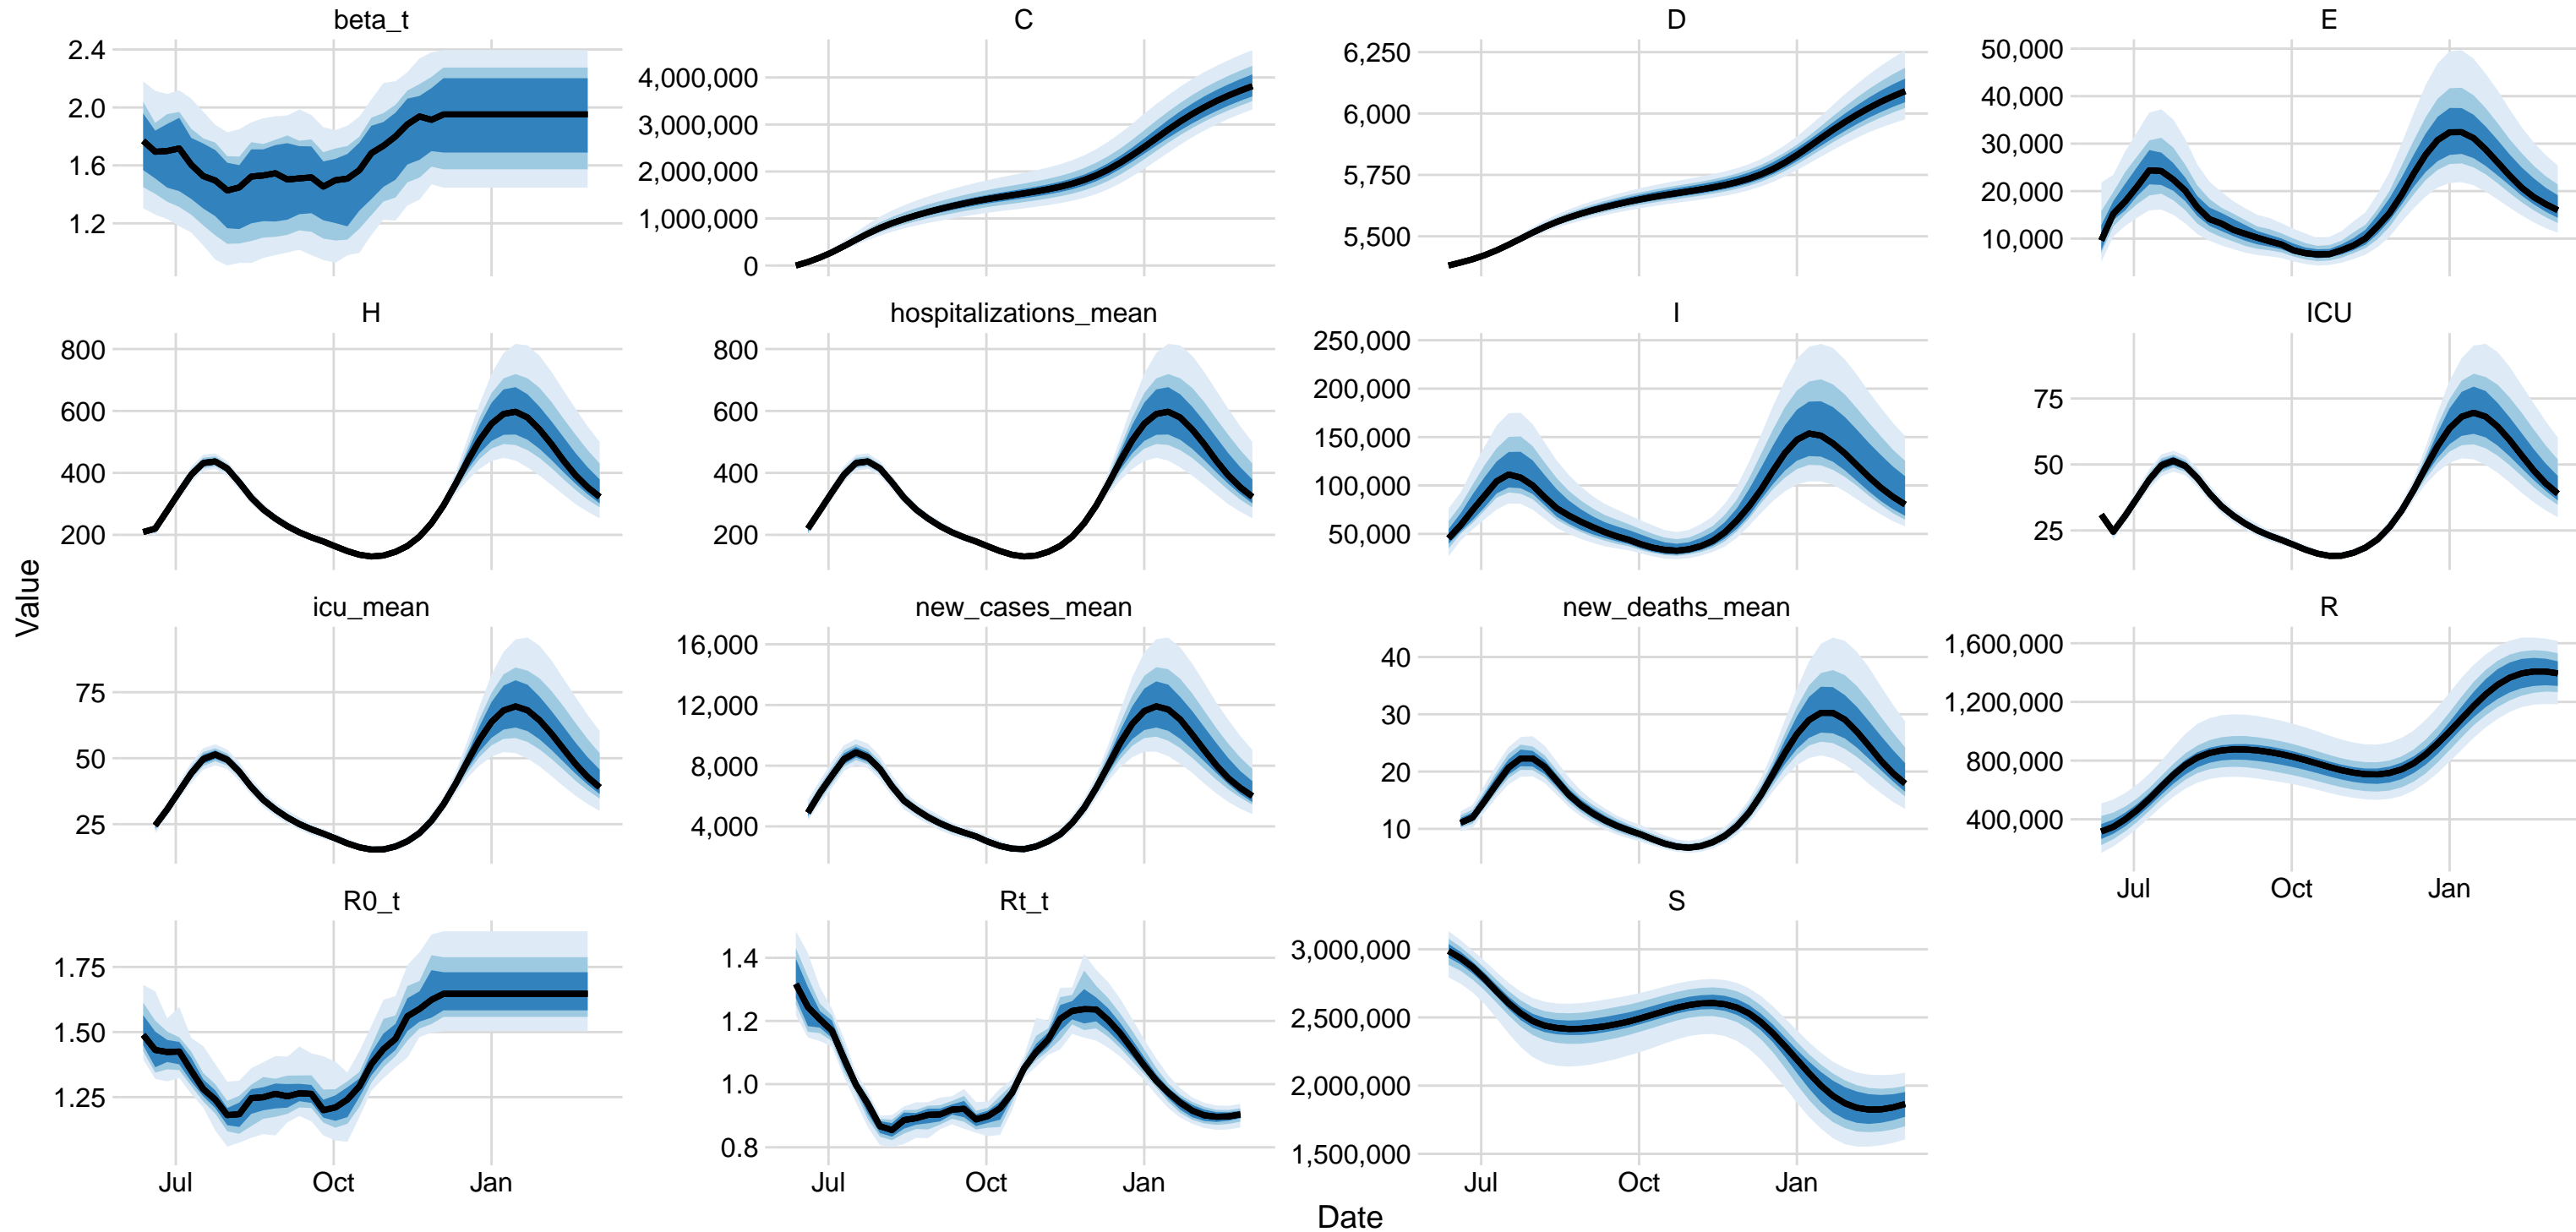 beta_t
2.4
2.0
1.6
1.2
C
4,000,000
3,000,000
2,000,000
1,000,000
0
D
6,250
6,000
5,750
5,500
E
50,000
40,000
30,000
20,000
10,000
H
800
600
400
200
hospitalizations_mean
800
600
400
200
I
250,000
200,000
150,000
100,000
50,000
ICU
75
50
25
icu_mean
75
50
25
new_cases_mean
16,000
12,000
8,000
4,000
new_deaths_mean
40
30
20
10
R
1,600,000
1,200,000
800,000
400,000
Jul Oct Jan
R0_t
1.75
1.50
1.25
Jul Oct Jan
Rt_t
1.4
1.2
1.0
0.8
Jul Oct Jan
S
3,000,000
2,500,000
2,000,000
1,500,000
Jul Oct Jan
Value
Date